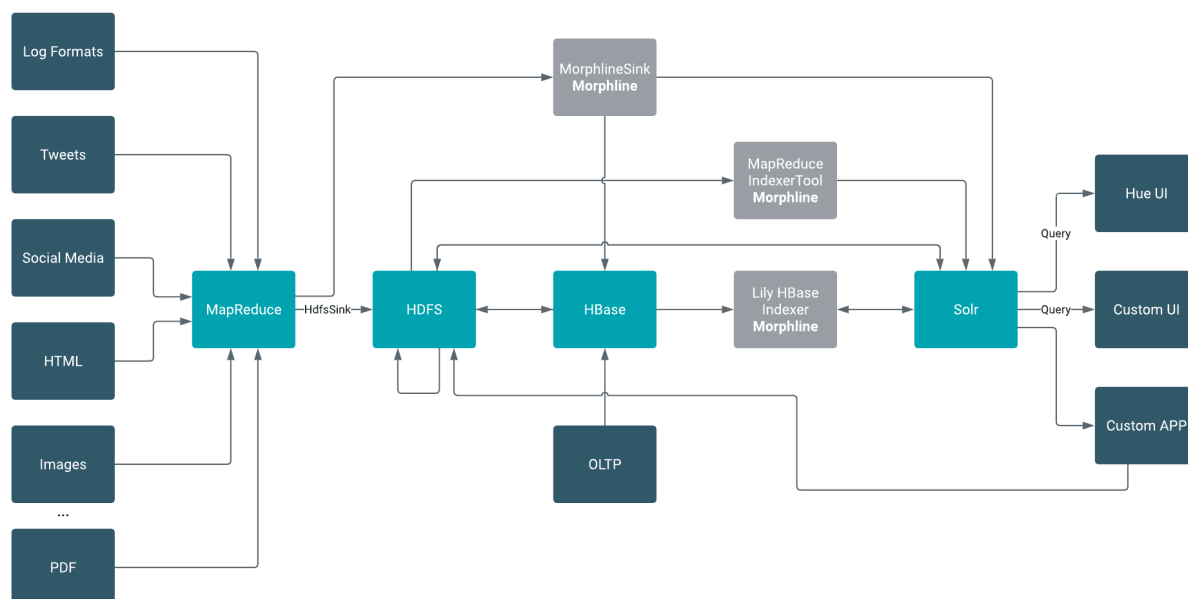 Log Formats
Tweets
Social Media
HTML
Images
...
PDF
MapReduce
HdfsSink
HDFS
MorphlineSink
Morphline
HBase
OLTP
MapReduce
IndexerTool
Morphline
Lily HBase
Indexer
Morphline
Solr
Query
Query
Hue UI
Custom UI
Custom APP